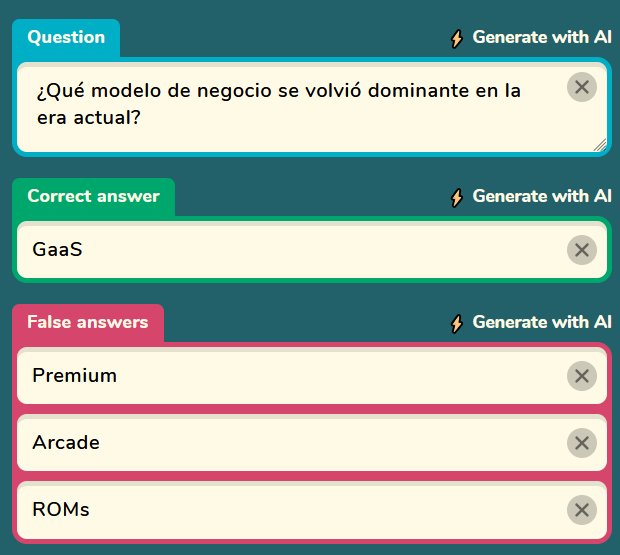 Question
Generate with AI
¿Qué modelo de negocio se volvió dominante en la
era actual?
Correct answer
Generate with AI
GaaS
False answers
Generate with AI
Premium
Arcade
ROMs